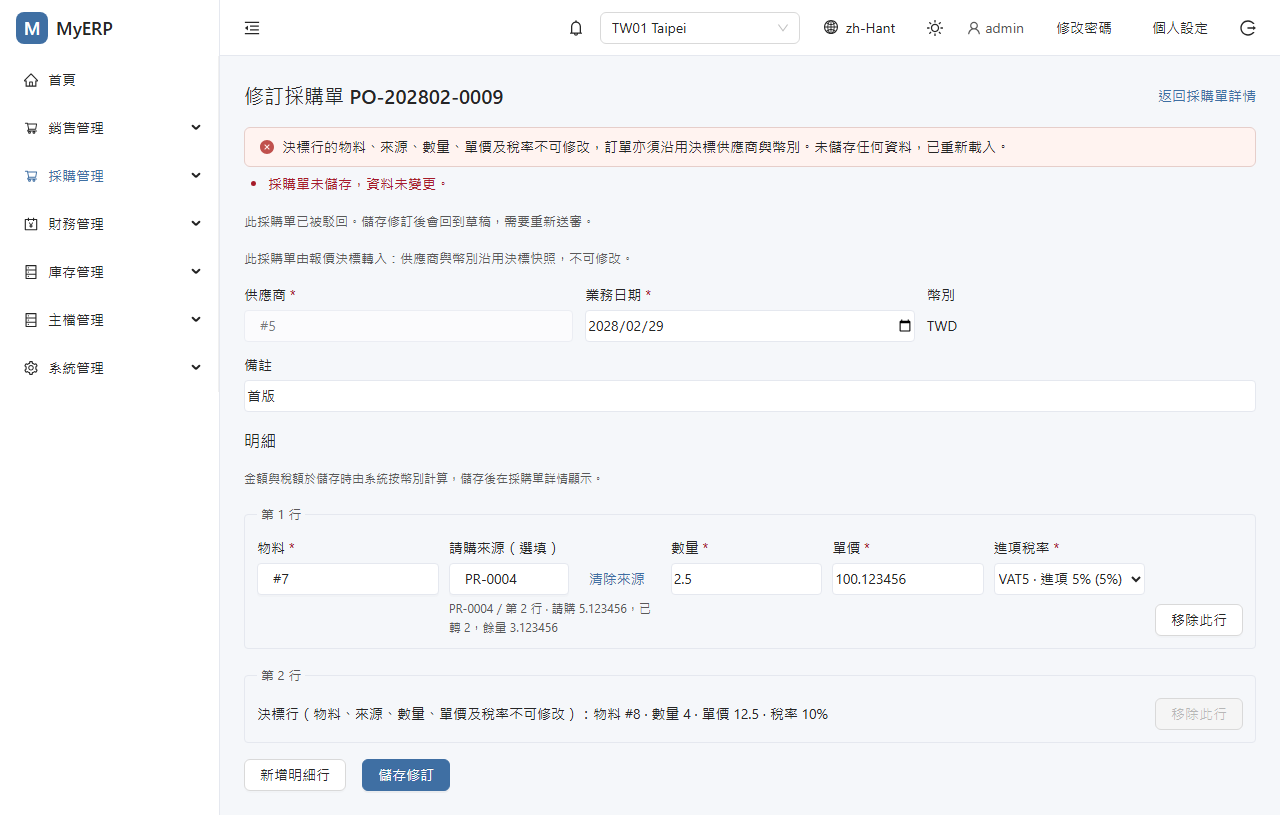 M MyERP
TW01 Taipei
zh-Hant
admin
修改密碼
個人設定
首頁
銷售管理
採購管理
財務管理
庫存管理
主檔管理
系統管理
修訂採購單 PO-202802-0009
返回採購單詳情
決標行的物料、來源、數量、單價及稅率不可修改，訂單亦須沿用決標供應商與幣別。未儲存任何資料，已重新載入。
• 採購單未儲存，資料未變更。
此採購單已被駁回。儲存修訂後會回到草稿，需要重新送審。
此採購單由報價決標轉入：供應商與幣別沿用決標快照，不可修改。
供應商 * 業務日期 * 幣別
#5 2028/02/29 TWD
備註
首版
明細
金額與稅額於儲存時由系統按幣別計算，儲存後在採購單詳情顯示。
第 1 行
物料 * 請購來源（選填） 數量 * 單價 * 進項稅率 *
#7 PR-0004 清除來源 2.5 100.123456 VAT5 · 進項 5% (5%)
PR-0004 / 第 2 行 · 請購 5.123456，已
轉 2，餘量 3.123456
移除此行
第 2 行
決標行（物料、來源、數量、單價及稅率不可修改）：物料 #8 · 數量 4 · 單價 12.5 · 稅率 10%
移除此行
新增明細行 儲存修訂